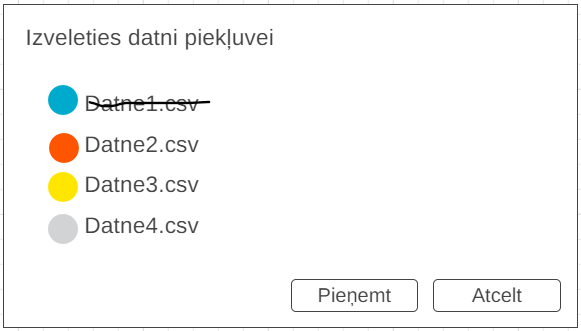 Izveleties datni piekļuvei
Datne1.csv
Datne2.csv
Datne3.csv
Datne4.csv
Pieņemt
Atcelt